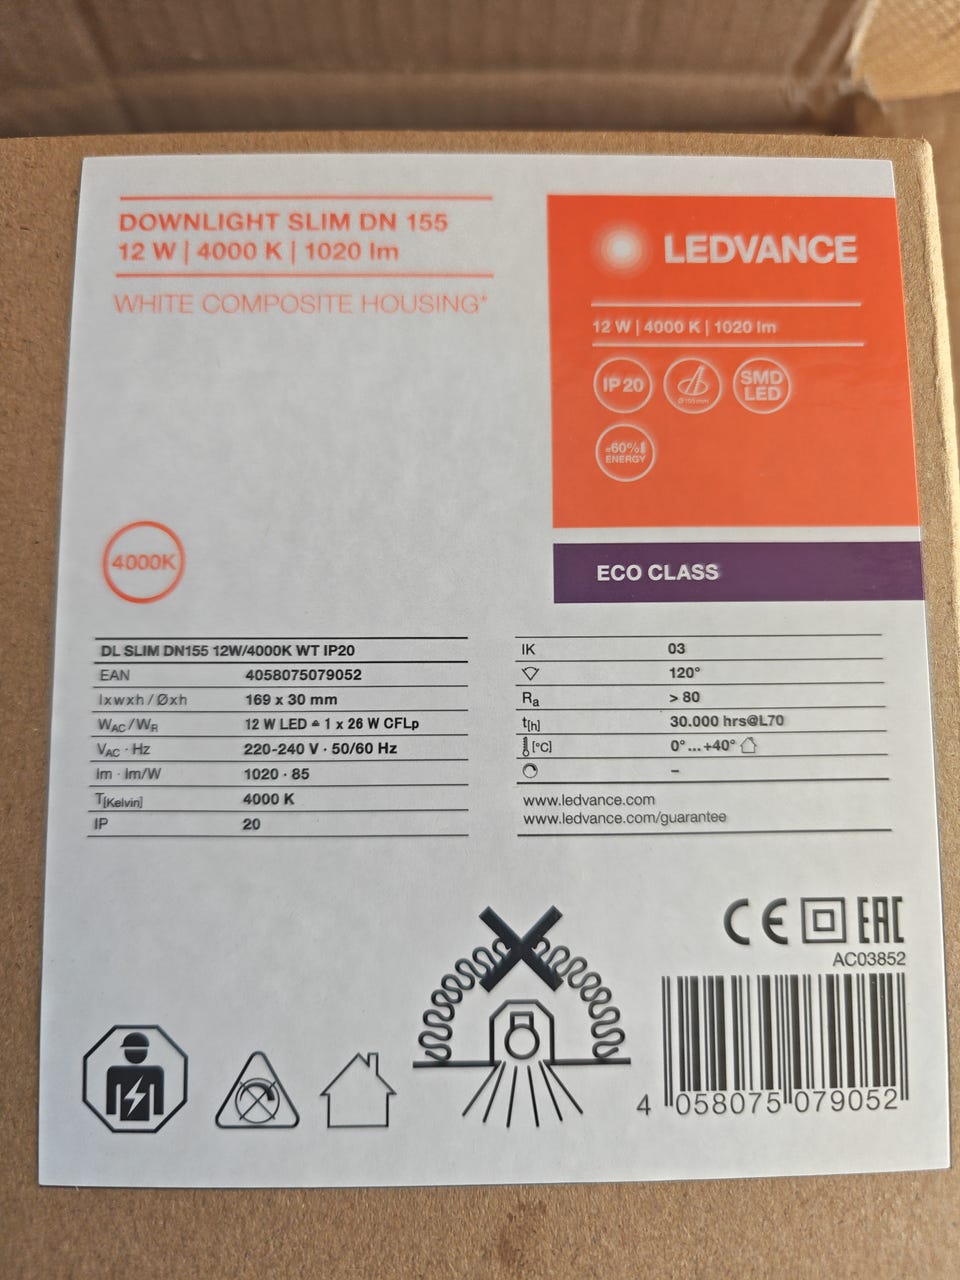 DOWNLIGHT SLIM DN 155
12 W | 4000 K | 1020 lm
WHITE COMPOSITE HOUSING*
LEDVANCE
12 W | 4000 K | 1020 lm
IP 20
Ø155mm
SMD
LED
-60%
ENERGY
4000K
ECO CLASS
DL SLIM DN155 12W/4000K WT IP20
EAN 4058075079052
lxwxh / Øxh 169 x 30 mm
WAC / WR 12 W LED ≙ 1 x 26 W CFLp
VAC · Hz 220-240 V · 50/60 Hz
lm · lm/W 1020 · 85
T[Kelvin] 4000 K
IP 20
IK 03
120°
Ra > 80
t[h] 30.000 hrs@L70
[°C] 0°...+40°
–
www.ledvance.com
www.ledvance.com/guarantee
CE EAC
AC03852
4 058075 079052